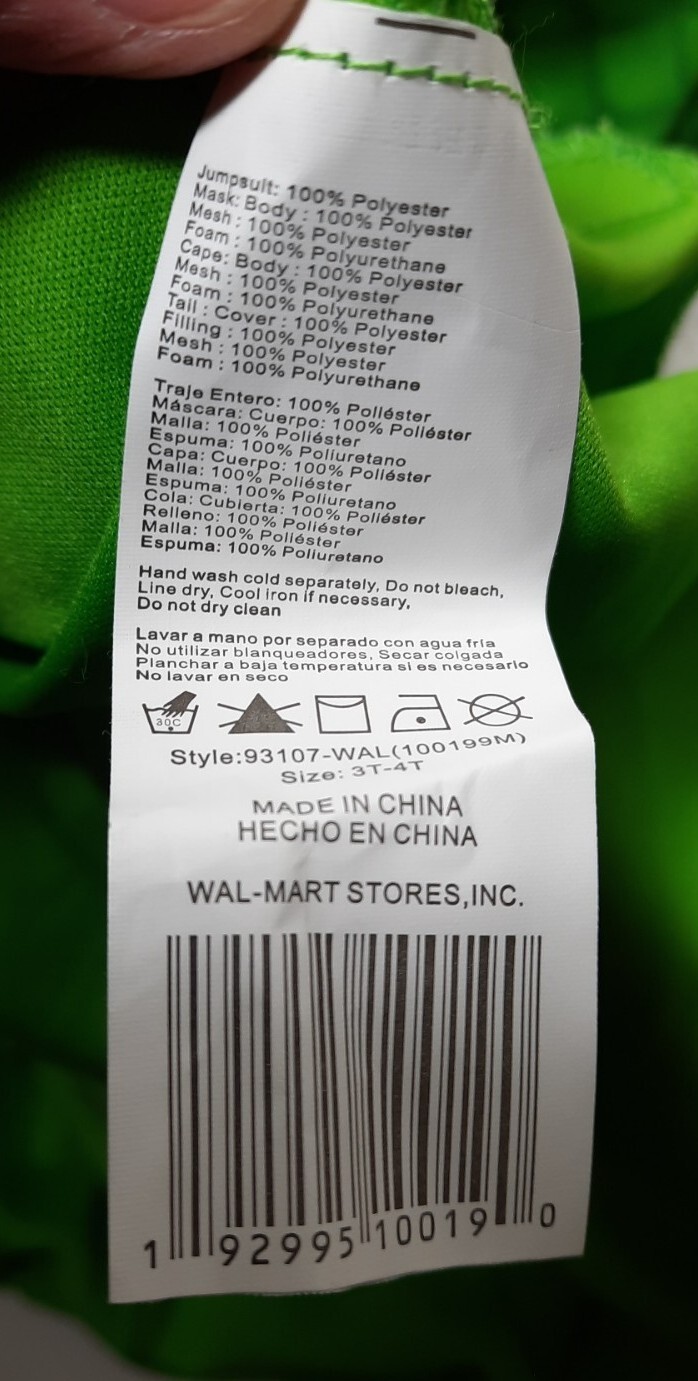 Jumpsuit: 100% Polyester
Mask: Body : 100% Polyester
Mesh : 100% Polyester
Foam : 100% Polyurethane
Cape: Body : 100% Polyester
Mesh : 100% Polyester
Foam : 100% Polyurethane
Tail : Cover : 100% Polyester
Filling : 100% Polyester
Mesh : 100% Polyester
Foam : 100% Polyurethane
Traje Entero: 100% Poliéster
Máscara: Cuerpo: 100% Poliéster
Malla: 100% Poliéster
Espuma: 100% Poliuretano
Capa: Cuerpo: 100% Poliéster
Malla: 100% Poliéster
Espuma: 100% Poliuretano
Cola: Cubierta: 100% Poliéster
Relleno: 100% Poliéster
Malla: 100% Poliéster
Espuma: 100% Poliuretano
Hand wash cold separately, Do not bleach,
Line dry, Cool iron if necessary,
Do not dry clean
Lavar a mano por separado con agua fría
No utilizar blanqueadores, Secar colgada
Planchar a baja temperatura si es necesario
No lavar en seco
30C
Style:93107-WAL(100199M)
Size: 3T-4T
MADE IN CHINA
HECHO EN CHINA
WAL-MART STORES,INC.
1 92995 10019 0